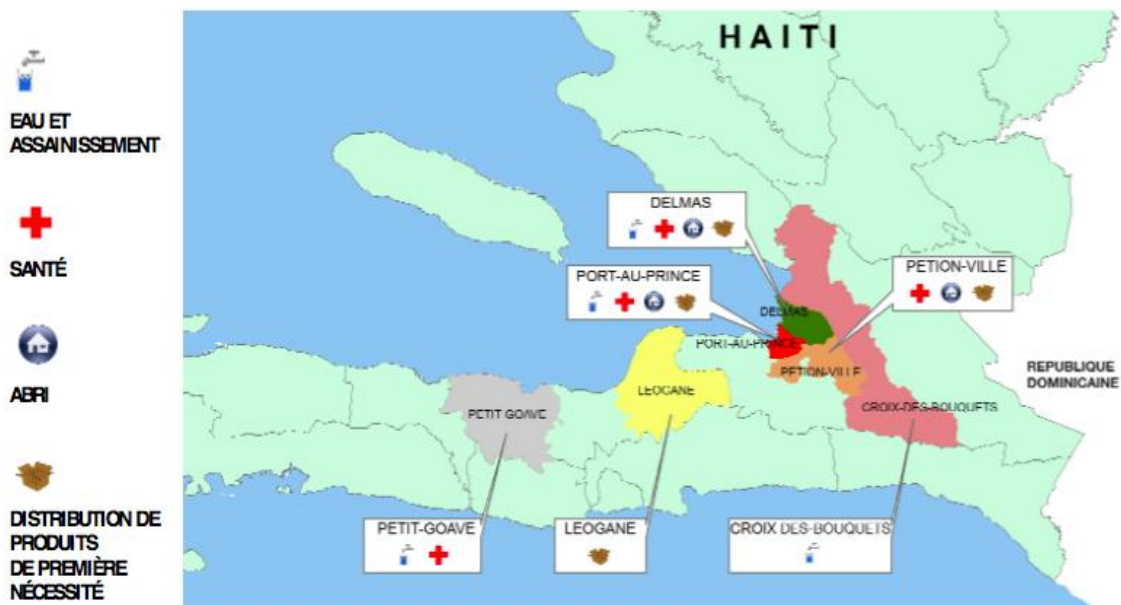 EAU ET
ASSAINISSEMENT
SANTÉ
ABRI
DISTRIBUTION DE
PRODUITS
DE PREMIÈRE
NÉCESSITÉ
HAITI
DELMAS
PORT-AU-PRINCE
PETION-VILLE
DELMAS
PORT-AU-PRINCE
PETION-VILLE
REPUBLIQUE
DOMINICAINE
LEOGANE
PETIT GOAVE
CROIX-DES-BOUQUETS
PETIT-GOAVE
LEOGANE
CROIX DES-BOUQUETS